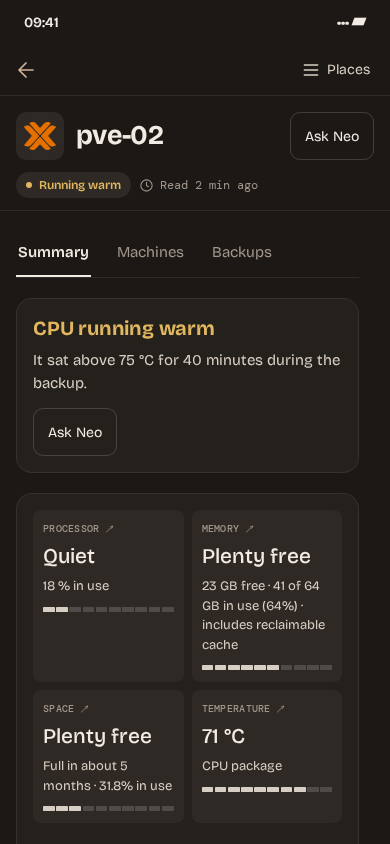 09:41
Places
pve-02
Ask Neo
Running warm
Read 2 min ago
Summary
Machines
Backups
CPU running warm
It sat above 75 °C for 40 minutes during the
backup.
Ask Neo
PROCESSOR ↗
Quiet
18 % in use
MEMORY ↗
Plenty free
23 GB free · 41 of 64
GB in use (64%) ·
includes reclaimable
cache
SPACE ↗
Plenty free
Full in about 5
months · 31.8% in use
TEMPERATURE ↗
71 °C
CPU package